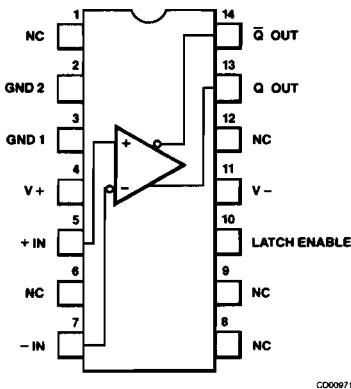 1
NC
2
GND 2
3
GND 1
4
V+
5
+ IN
6
NC
7
− IN
+
−
14
Q̅ OUT
13
Q OUT
12
NC
11
V−
10
LATCH ENABLE
9
NC
8
NC
CD00971